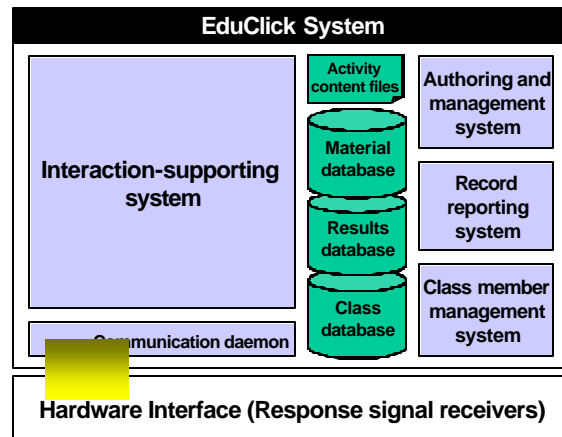 EduClick System
Interaction-supporting
system
Communication daemon
Activity
content files
Material
database
Results
database
Class
database
Authoring and
management
system
Record
reporting
system
Class member
management
system
Hardware Interface (Response signal receivers)